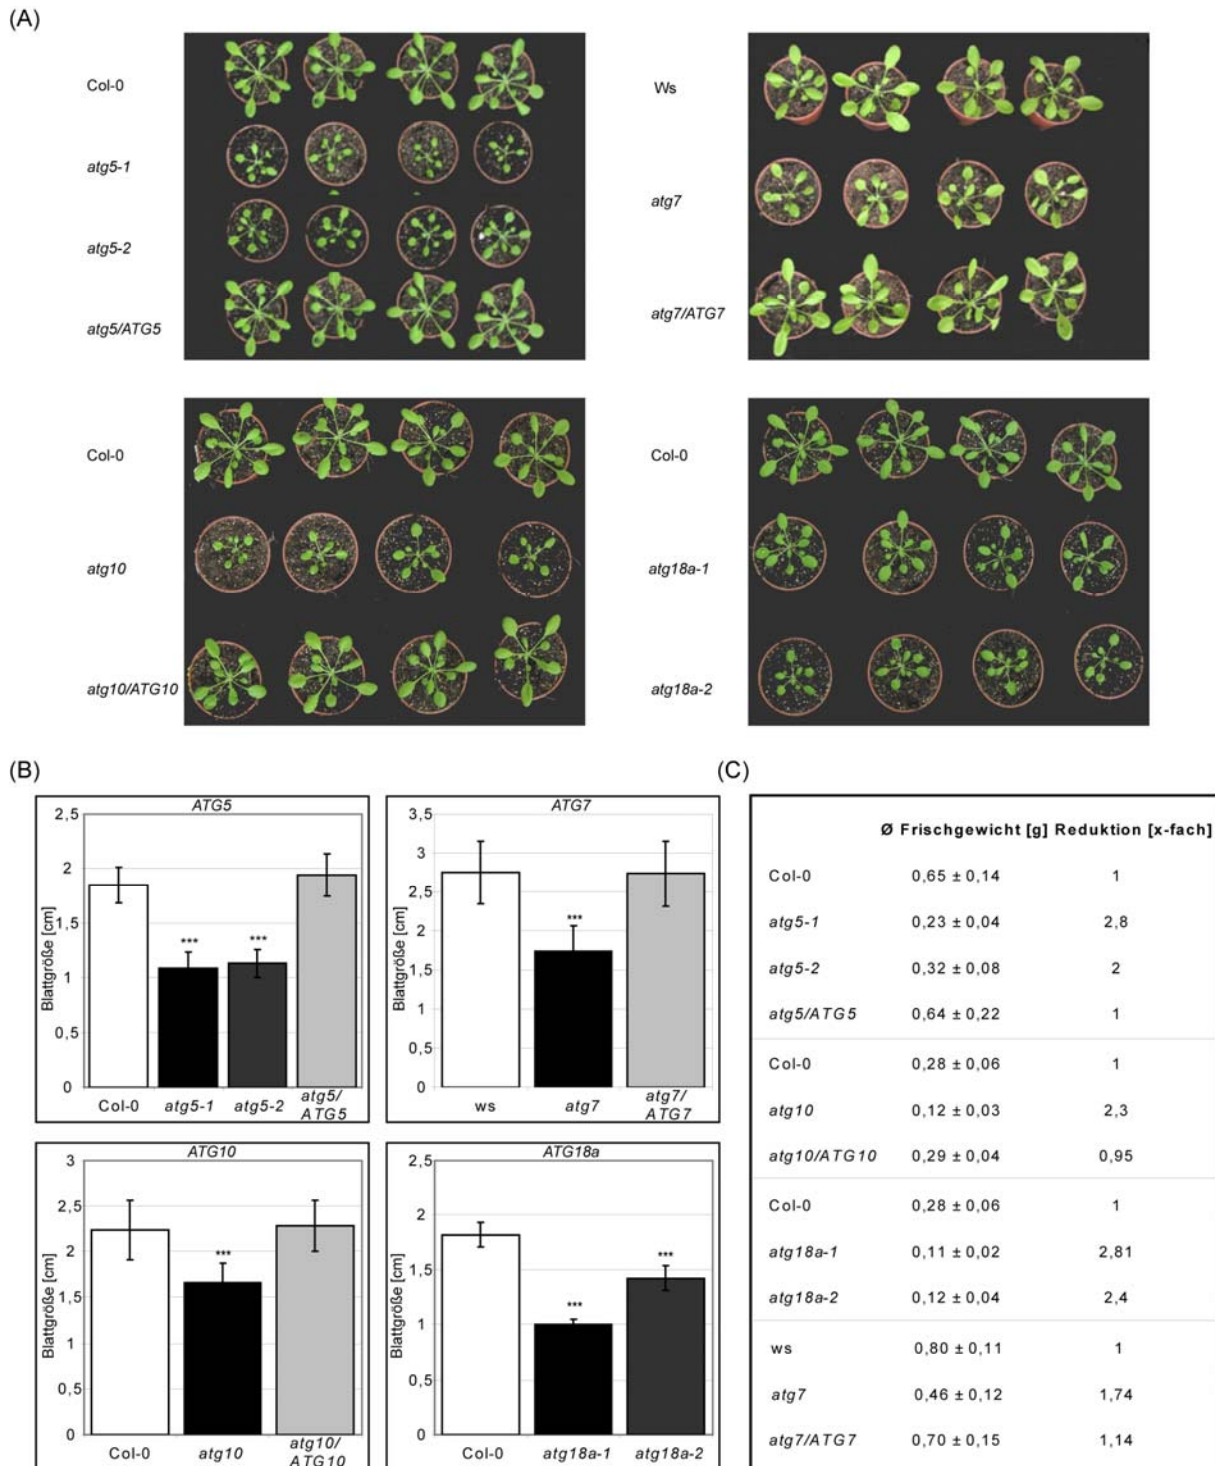 (A)
Col-0
atg5-1
atg5-2
atg5/ATG5
Ws
atg7
atg7/ATG7
Col-0
atg10
atg10/ATG10
Col-0
atg18a-1
atg18a-2
(B)
ATG5
Blattgröße [cm]
2,5
2
1,5
1
0,5
0
*** ***
Col-0 atg5-1 atg5-2 atg5/
ATG5
ATG7
Blattgröße [cm]
3,5
3
2,5
2
1,5
1
0,5
0
***
ws atg7 atg7/
ATG7
ATG10
Blattgröße [cm]
3
2,5
2
1,5
1
0,5
0
***
Col-0 atg10 atg10/
ATG10
ATG18a
Blattgröße [cm]
2,5
2
1,5
1
0,5
0
*** ***
Col-0 atg18a-1 atg18a-2
(C)
Ø Frischgewicht [g] Reduktion [x-fach]
Col-0 0,65 ± 0,14 1
atg5-1 0,23 ± 0,04 2,8
atg5-2 0,32 ± 0,08 2
atg5/ATG5 0,64 ± 0,22 1
Col-0 0,28 ± 0,06 1
atg10 0,12 ± 0,03 2,3
atg10/ATG10 0,29 ± 0,04 0,95
Col-0 0,28 ± 0,06 1
atg18a-1 0,11 ± 0,02 2,81
atg18a-2 0,12 ± 0,04 2,4
ws 0,80 ± 0,11 1
atg7 0,46 ± 0,12 1,74
atg7/ATG7 0,70 ± 0,15 1,14